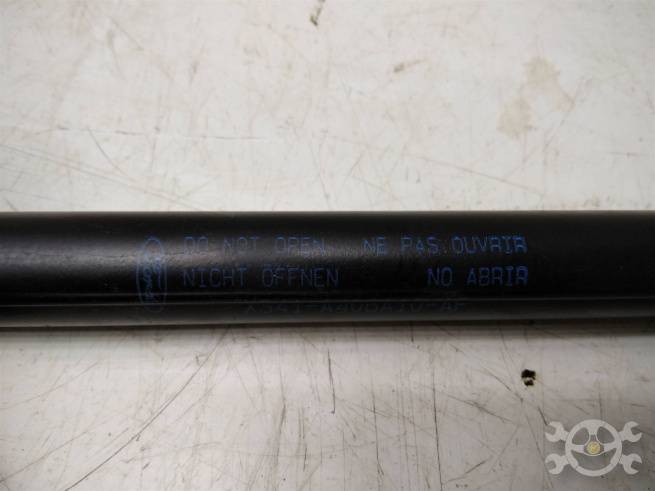 DO NOT OPEN NE PAS OUVRIR
NICHT ÖFFNEN NO ABRIR